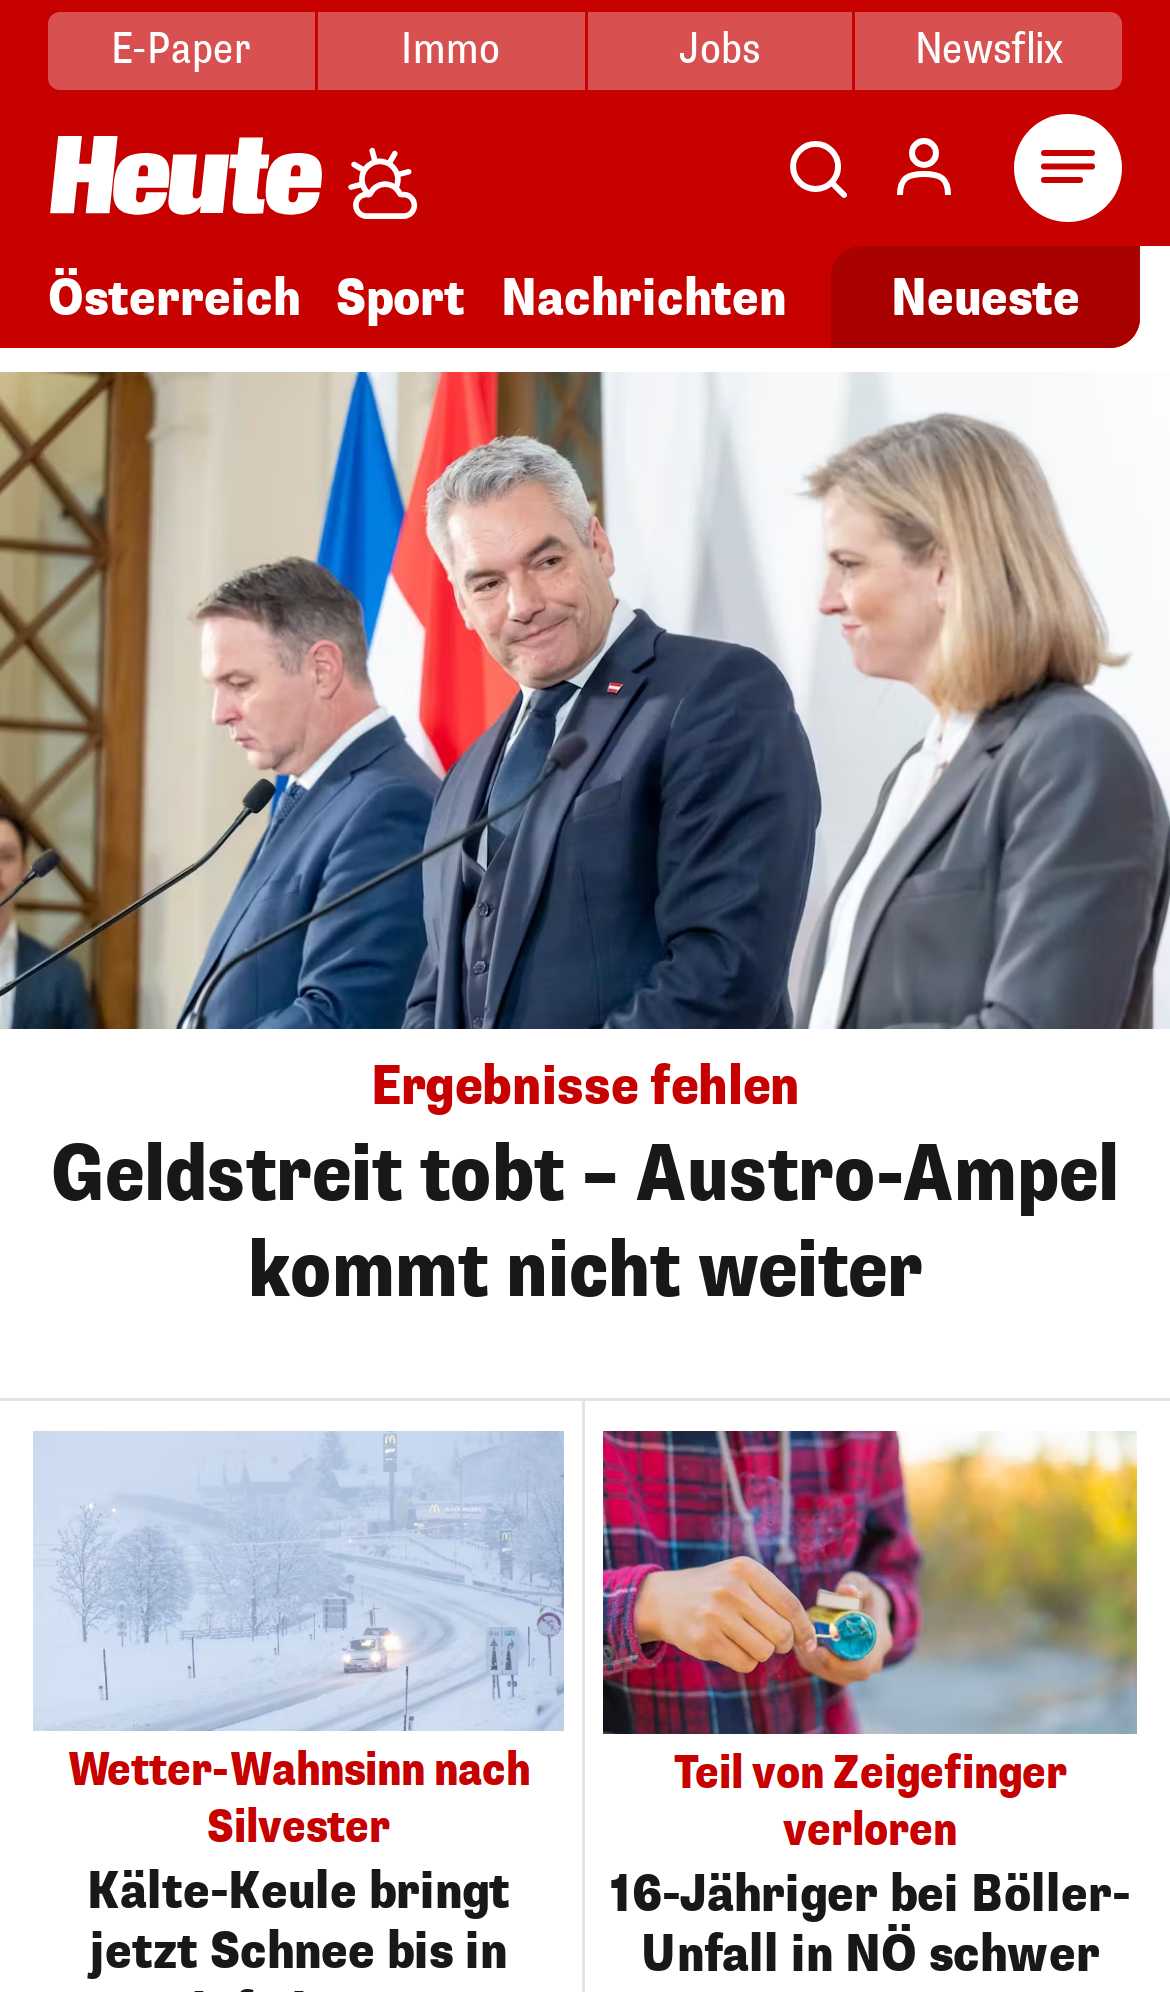 E-Paper
Immo
Jobs
Newsflix
Heute
Österreich
Sport
Nachrichten
Neueste
Ergebnisse fehlen
Geldstreit tobt – Austro-Ampel
kommt nicht weiter
Wetter-Wahnsinn nach
Silvester
Kälte-Keule bringt
jetzt Schnee bis in
Teil von Zeigefinger
verloren
16-Jähriger bei Böller-
Unfall in NÖ schwer